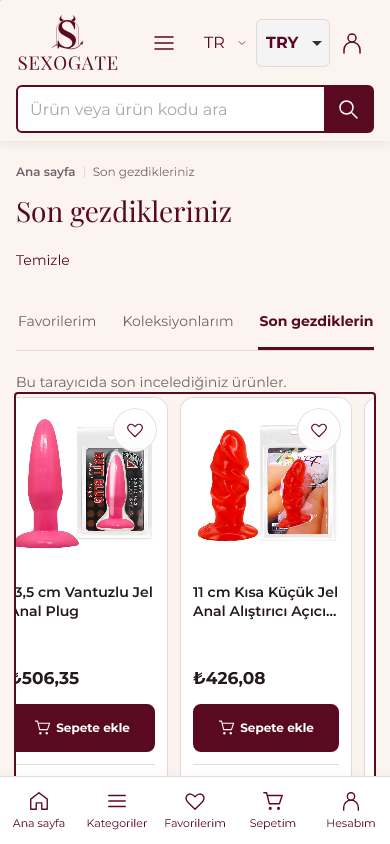 SEXOGATE
TR
TRY
Ürün veya ürün kodu ara
Ana sayfa
Son gezdikleriniz
Son gezdikleriniz
Temizle
Favorilerim
Koleksiyonlarım
Son gezdiklerin
Bu tarayıcıda son incelediğiniz ürünler.
3,5 cm Vantuzlu Jel
Anal Plug
11 cm Kısa Küçük Jel
Anal Alıştırıcı Açıcı...
₺506,35
₺426,08
Sepete ekle
Sepete ekle
Ana sayfa
Kategoriler
Favorilerim
Sepetim
Hesabım